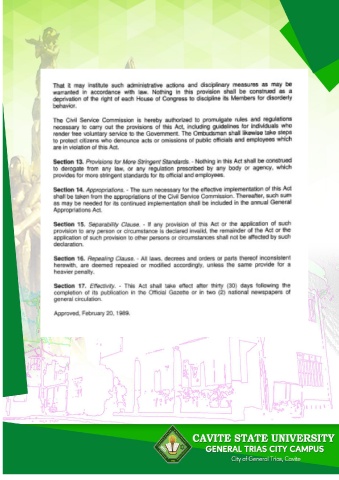 That it may institute such administrative actions and disciplinary measures as may be
warranted in accordance with law. Nothing in this provision shall be construed as a
deprivation of the right of each House of Congress to discipline its Members for disorderly
behavior.
The Civil Service Commission is hereby authorized to promulgate rules and regulations
necessary to carry out the provisions of this Act, including guidelines for individuals who
render free voluntary service to the Government. The Ombudsman shall likewise take steps
to protect citizens who denounce acts or omissions of public officials and employees which
are in violation of this Act.
Section 13. Provisions for More Stringent Standards. - Nothing in this Act shall be construed
to derogate from any law, or any regulation prescribed by any body or agency, which
provides for more stringent standards for its official and employees.
Section 14. Appropriations. - The sum necessary for the effective implementation of this Act
shall be taken from the appropriations of the Civil Service Commission. Thereafter, such sum
as may be needed for its continued implementation shall be included in the annual General
Appropriations Act.
Section 15. Separability Clause. - If any provision of this Act or the application of such
provision to any person or circumstance is declared invalid, the remainder of the Act or the
application of such provision to other persons or circumstances shall not be affected by such
declaration.
Section 16. Repealing Clause. - All laws, decrees and orders or parts thereof inconsistent
herewith, are deemed repealed or modified accordingly, unless the same provide for a
heavier penalty.
Section 17. Effectivity. - This Act shall take effect after thirty (30) days following the
completion of its publication in the Official Gazette or in two (2) national newspapers of
general circulation.
Approved, February 20, 1989.
CAVITE STATE UNIVERSITY
GENERAL TRIAS CITY CAMPUS
City of General Trias, Cavite